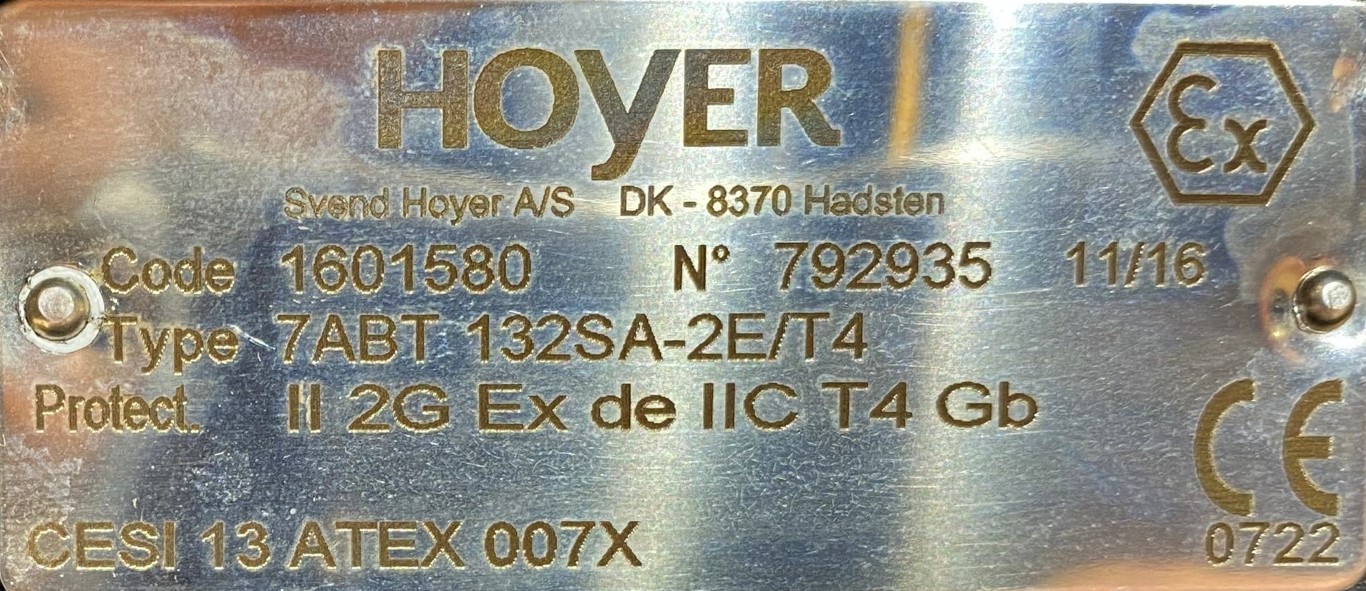 HOYER
Ex
Svend Høyer A/S DK - 8370 Hadsten
Code 1601580 N° 792935 11/16
Type 7ABT 132SA-2E/T4
Protect. II 2G Ex de IIC T4 Gb
CE
CESI 13 ATEX 007X 0722